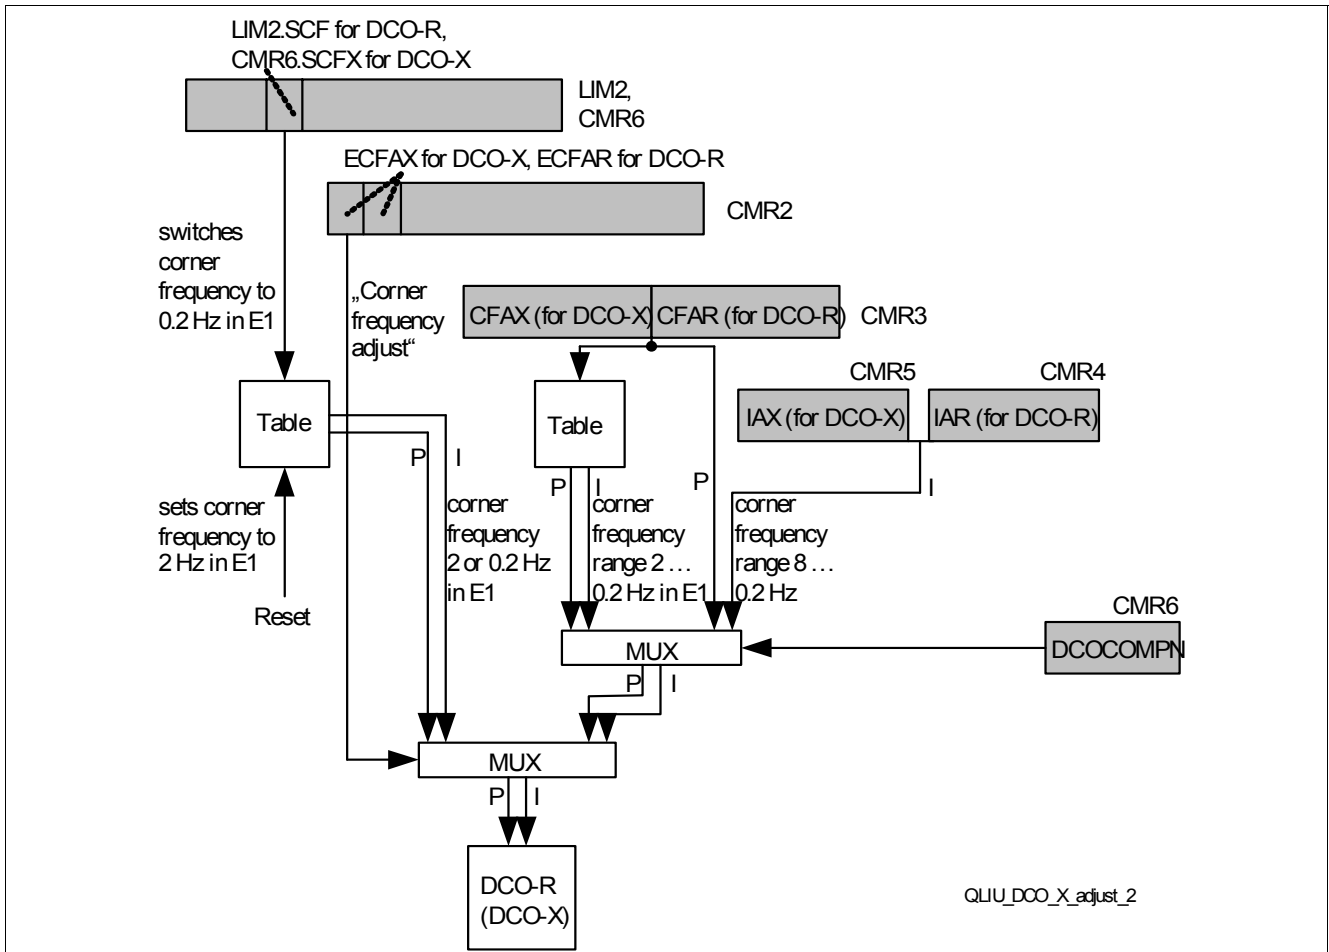 LIM2.SCF for DCO-R,
CMR6.SCFX for DCO-X
LIM2,
CMR6
ECFAX for DCO-X, ECFAR for DCO-R
CMR2
switches
corner
frequency to
0.2 Hz in E1
„Corner
frequency
adjust“
CFAX (for DCO-X)
CFAR (for DCO-R)
CMR3
CMR5
CMR4
IAX (for DCO-X)
IAR (for DCO-R)
Table
Table
P
I
P
I
P
I
sets corner
frequency to
2 Hz in E1
corner
frequency
2 or 0.2 Hz
in E1
corner
frequency
range 2 ...
0.2 Hz in E1
corner
frequency
range 8 ...
0.2 Hz
Reset
CMR6
DCOCOMPN
MUX
P
I
MUX
P
I
DCO-R
(DCO-X)
QLIU_DCO_X_adjust_2